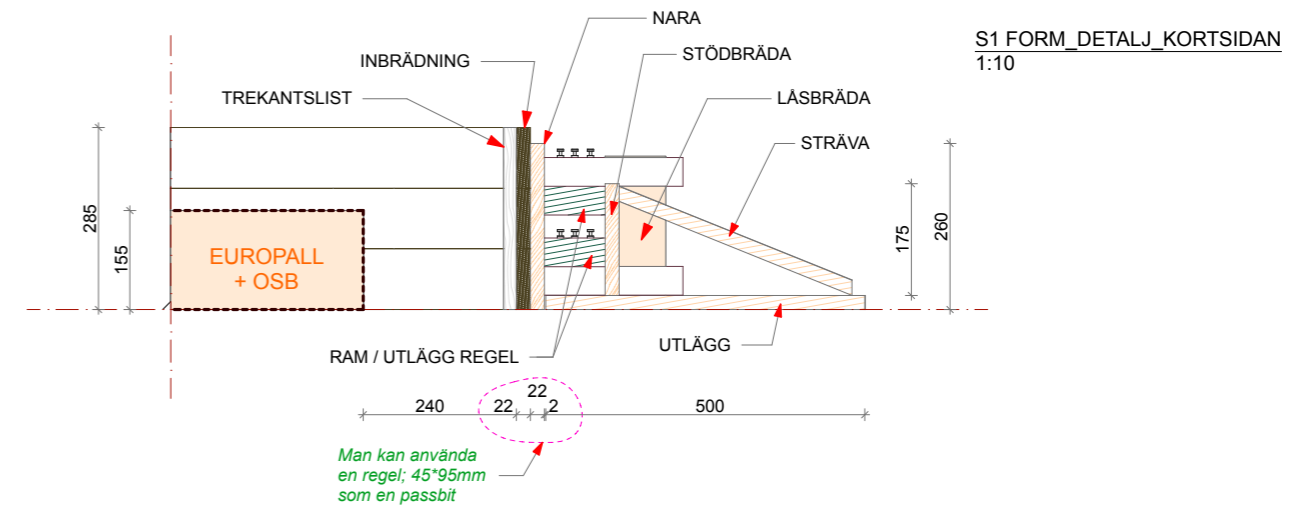 NARA
S1 FORM_DETALJ_KORTSIDAN
1:10
STÖDBRÄDA
INBRÄDNING
TREKANTSLIST
LÅSBRÄDA
STRÄVA
285
155
EUROPALL
+ OSB
175
260
RAM / UTLÄGG REGEL
UTLÄGG
240
22
22
2
500
Man kan använda
en regel; 45*95mm
som en passbit